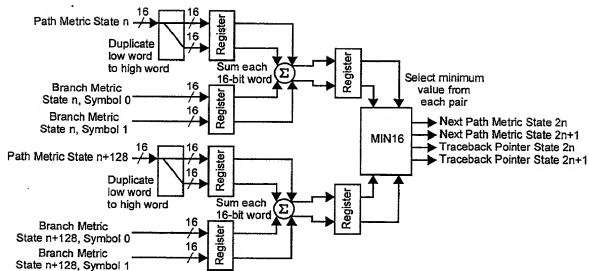 16
16
Path Metric State n
16
Register
Duplicate
low word
to high word
Sum each
16-bit word
Σ
Register
Branch Metric
State n, Symbol 0
16
Branch Metric
State n, Symbol 1
16
Register
Select minimum
value from
each pair
MIN16
Next Path Metric State 2n
Next Path Metric State 2n+1
Traceback Pointer State 2n
Traceback Pointer State 2n+1
16
16
Path Metric State n+128
16
Register
Duplicate
low word
to high word
Sum each
16-bit word
Σ
Register
Branch Metric
State n+128, Symbol 0
16
Branch Metric
State n+128, Symbol 1
16
Register